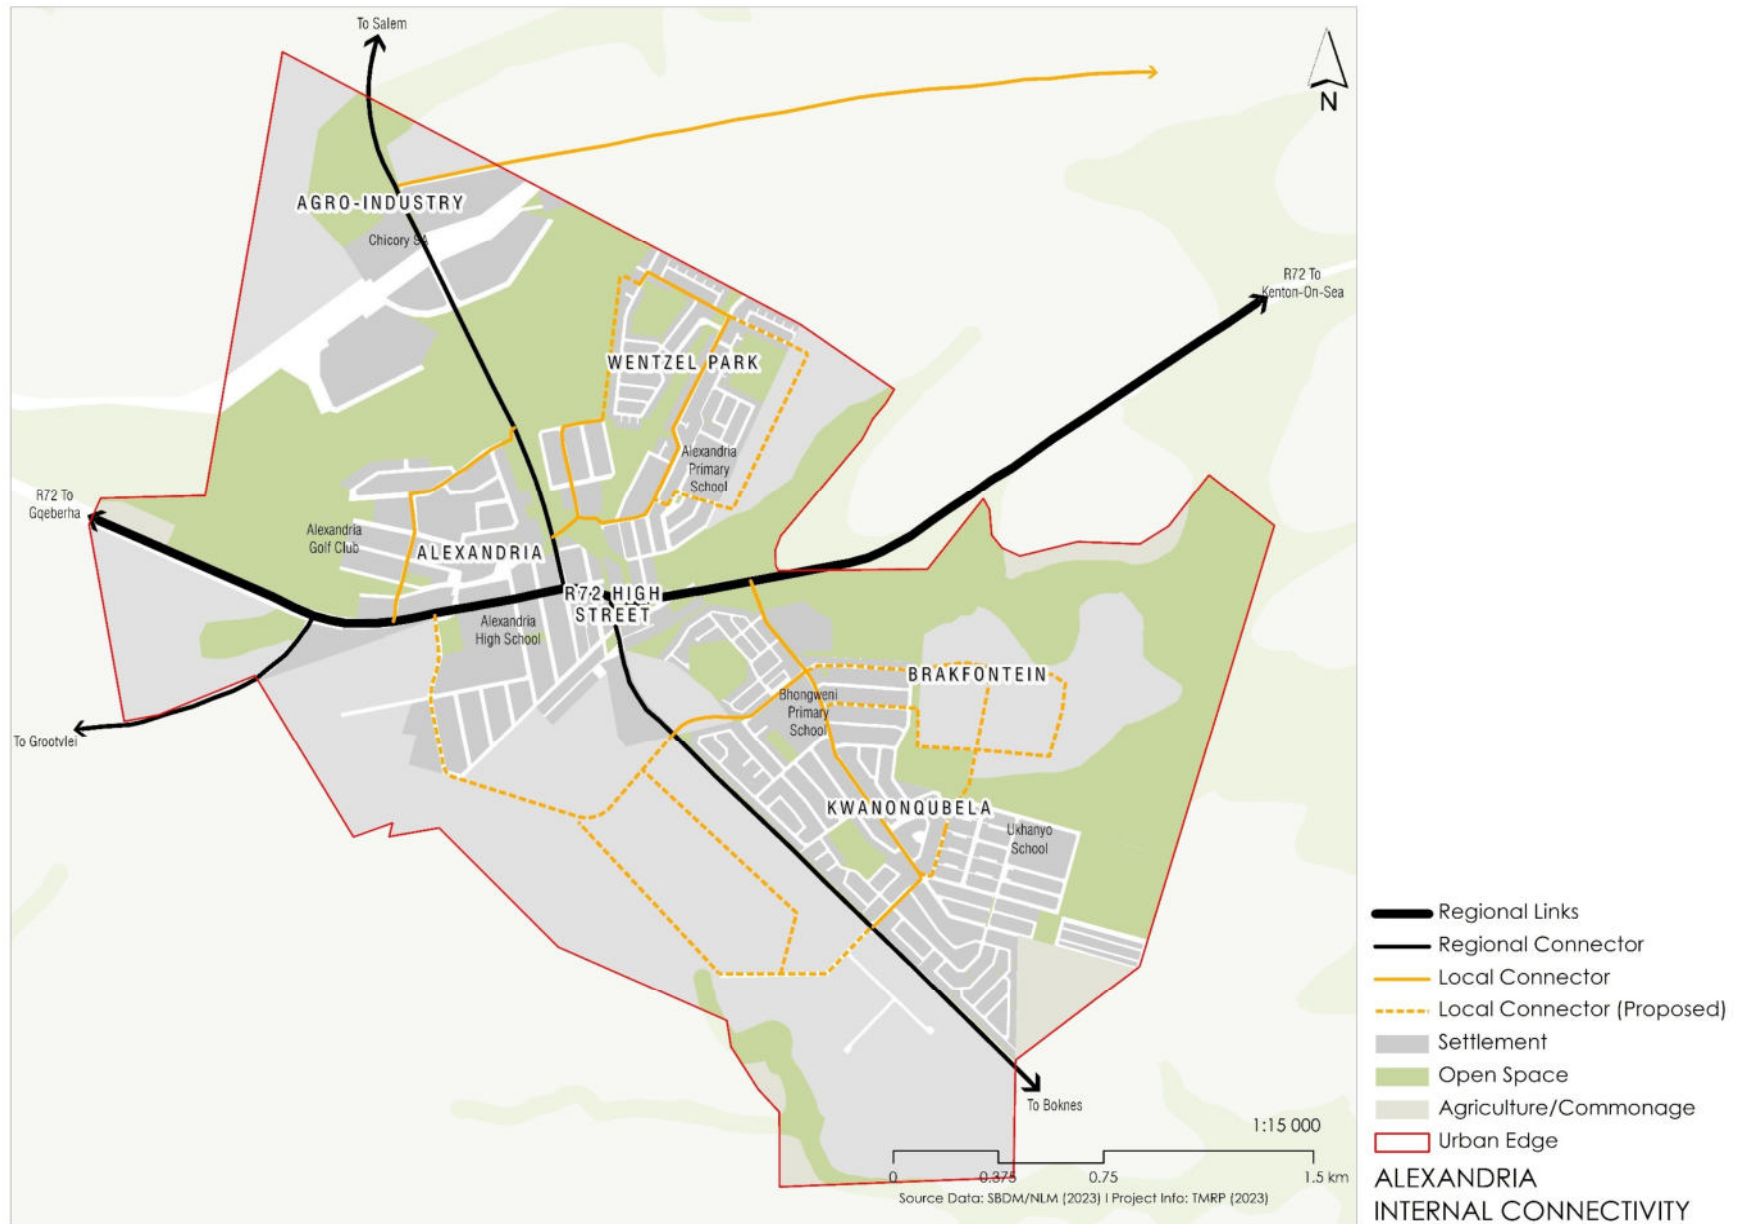 To Salem
N
AGRO-INDUSTRY
Chicory SA
R72 To
Kenton-On-Sea
WENTZEL PARK
Alexandria
Primary
School
R72 To
Gqeberha
Alexandria
Golf Club
ALEXANDRIA
R72 HIGH
STREET
Alexandria
High School
BRAKFONTEIN
Bhongweni
Primary
School
To Grootvlei
KWANONQUBELA
Ukhanyo
School
To Boknes
1:15 000
0
0.375
0.75
1.5 km
Source Data: SBDM/NLM (2023) I Project Info: TMRP (2023)
Regional Links
Regional Connector
Local Connector
Local Connector (Proposed)
Settlement
Open Space
Agriculture/Commonage
Urban Edge
ALEXANDRIA
INTERNAL CONNECTIVITY